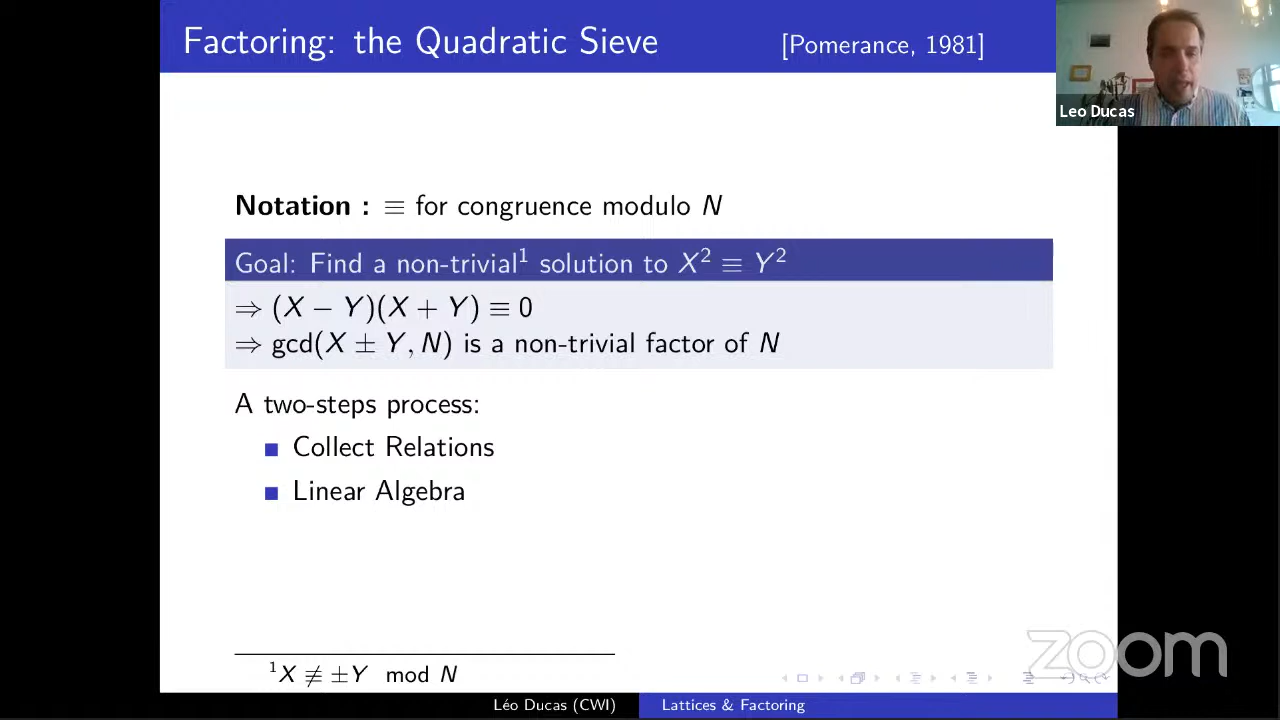 Factoring: the Quadratic Sieve [Pomerance, 1981]
Leo Ducas
Notation : ≡ for congruence modulo N
Goal: Find a non-trivial¹ solution to X² ≡ Y²
⇒ (X − Y)(X + Y) ≡ 0
⇒ gcd(X ± Y, N) is a non-trivial factor of N
A two-steps process:
Collect Relations
Linear Algebra
¹X ≢ ±Y mod N
zoom
Léo Ducas (CWI) Lattices & Factoring